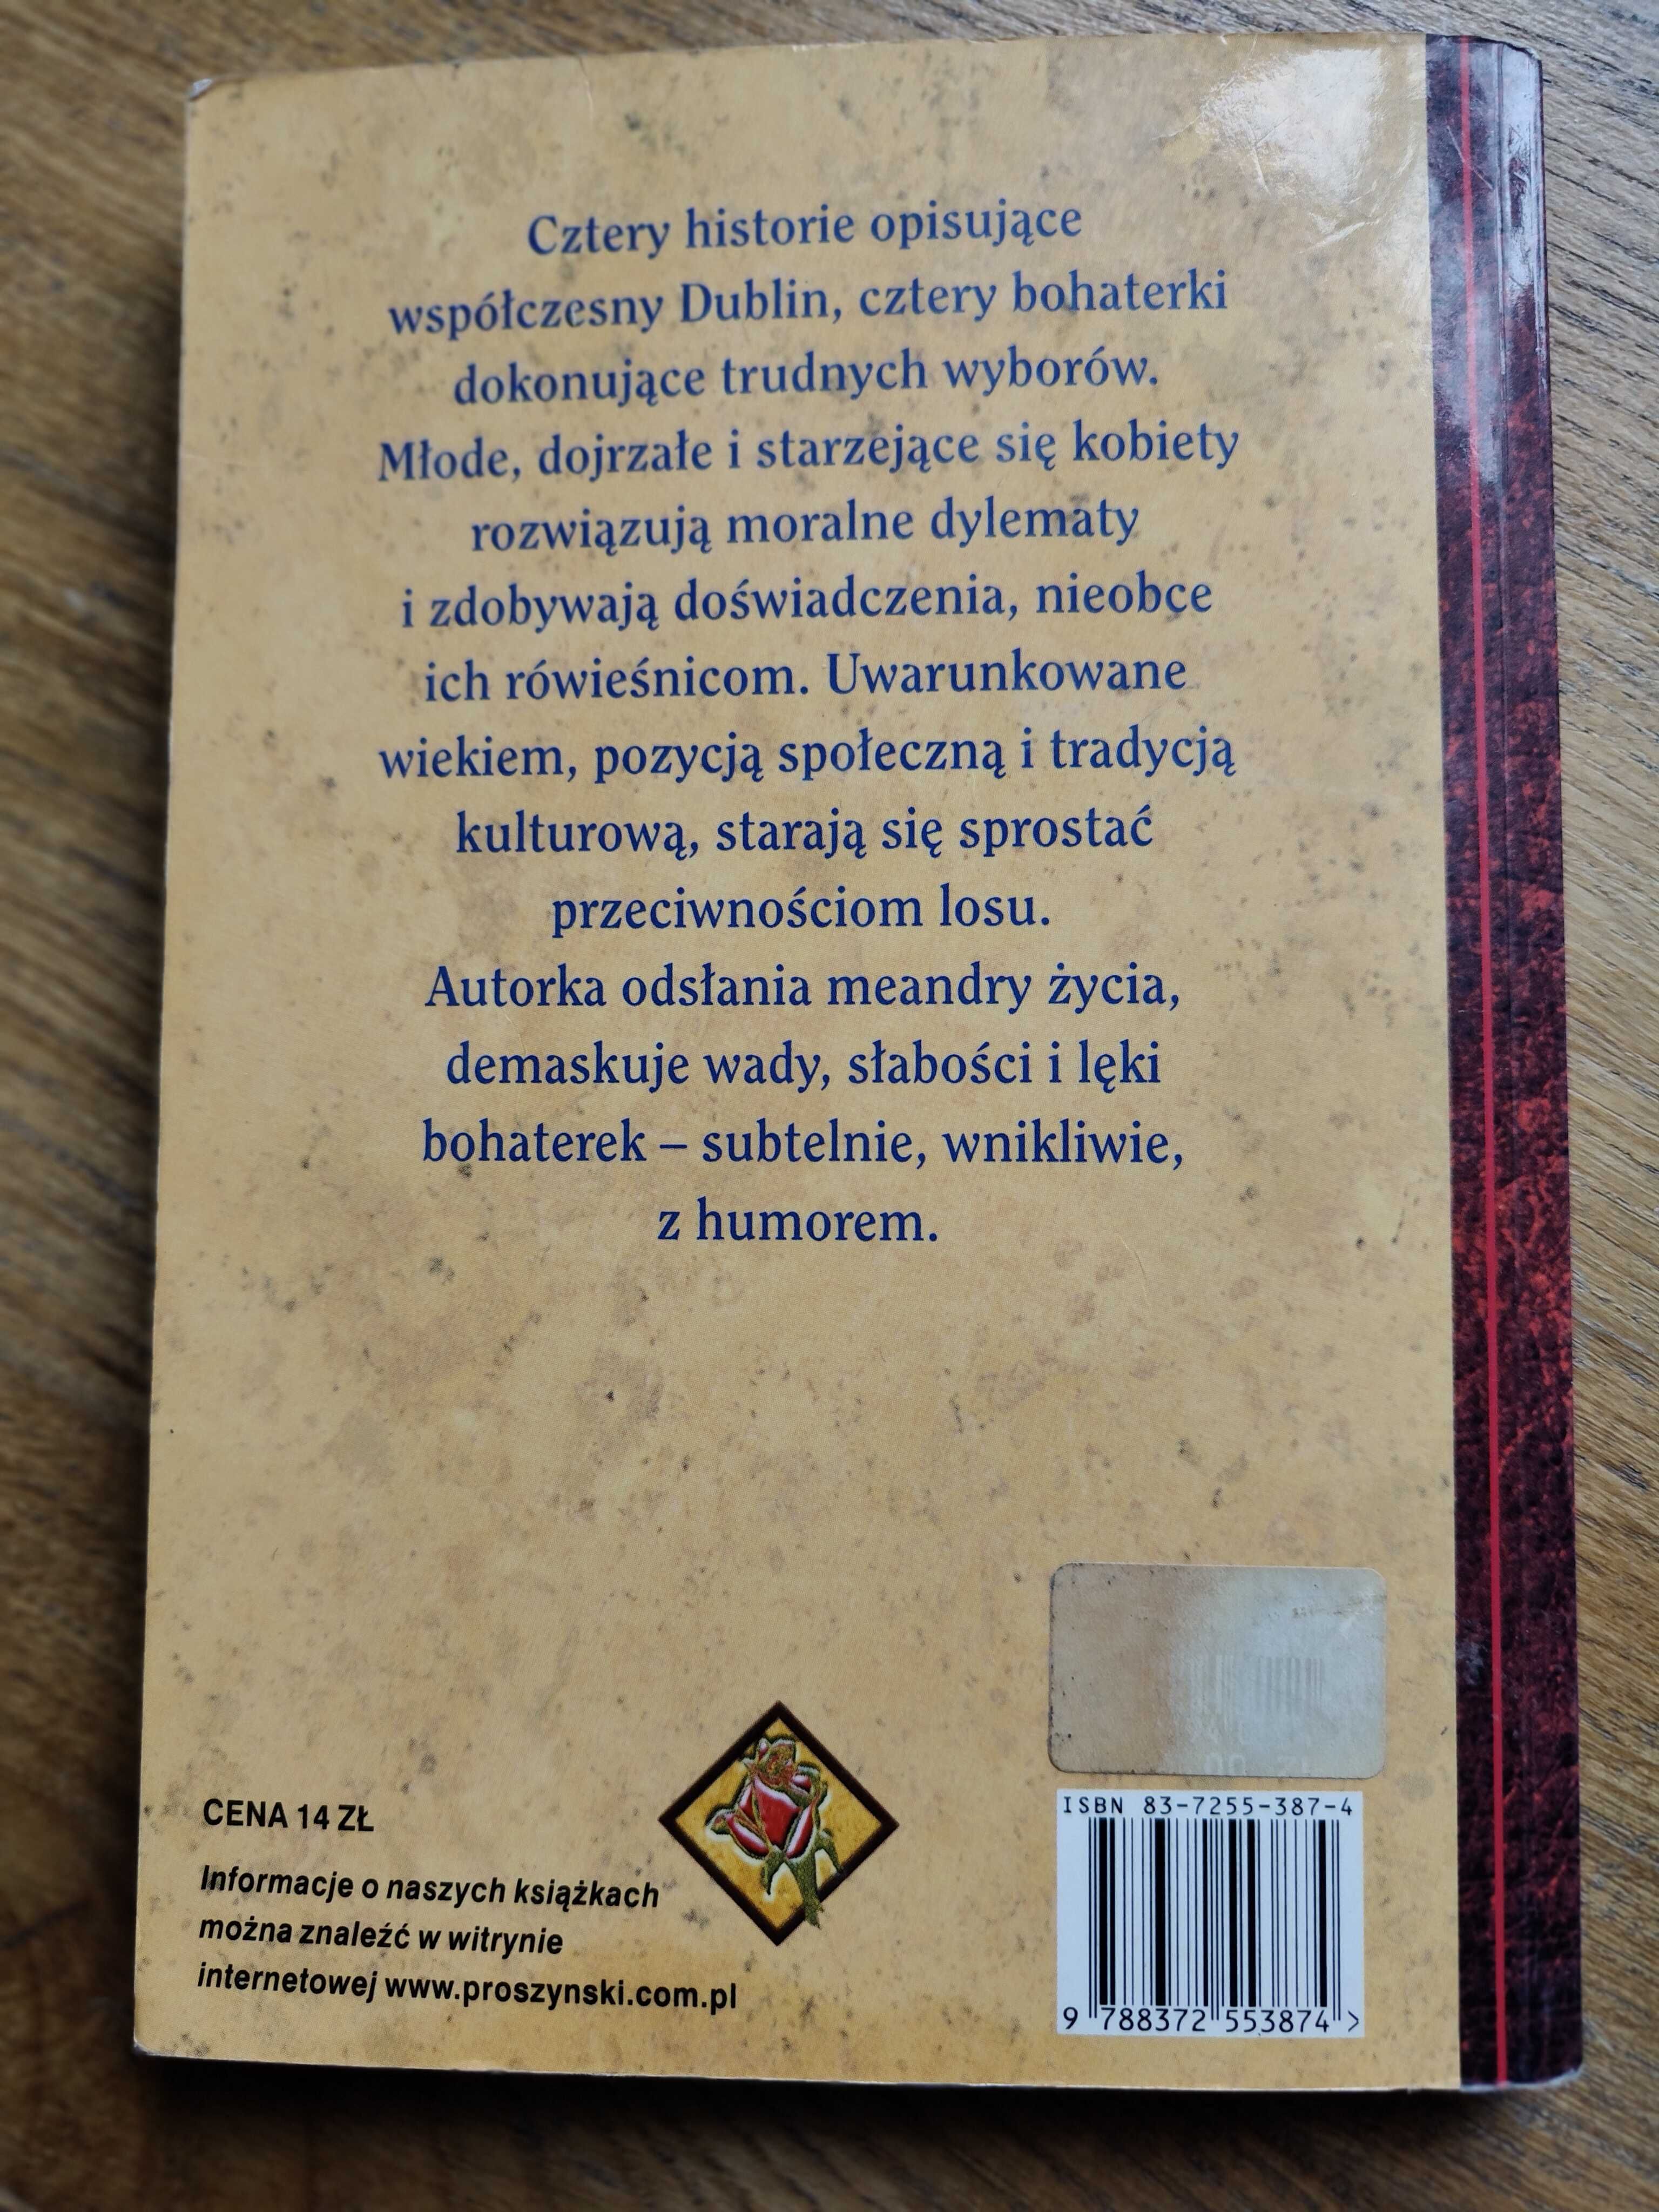 Cztery historie opisujące
współczesny Dublin, cztery bohaterki
dokonujące trudnych wyborów.
Młode, dojrzałe i starzejące się kobiety
rozwiązują moralne dylematy
i zdobywają doświadczenia, nieobce
ich rówieśnicom. Uwarunkowane
wiekiem, pozycją społeczną i tradycją
kulturową, starają się sprostać
przeciwnościom losu.
Autorka odsłania meandry życia,
demaskuje wady, słabości i lęki
bohaterek – subtelnie, wnikliwie,
z humorem.
CENA 14 ZŁ
Informacje o naszych książkach
można znaleźć w witrynie
internetowej www.proszynski.com.pl
ISBN 83-7255-387-4
9 788372 553874 >